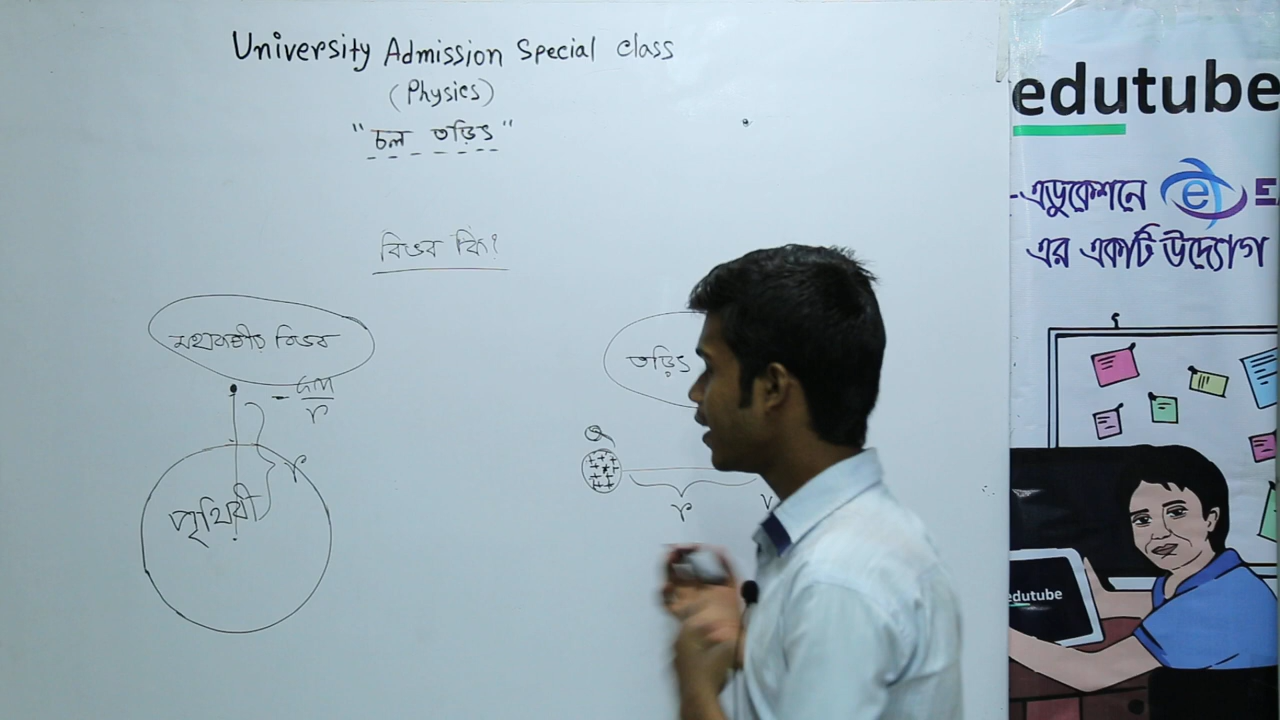 University Admission Special class
(Physics)
"চল তড়িৎ"
বিভব কি?
মহাকর্ষীয় বিভব
r
পৃথিবী
r
তড়িৎ
Q
+ + + + + + + +
r
v
edutube
-এডুকেশনে e
এর একটি উদ্যোগ
edutube